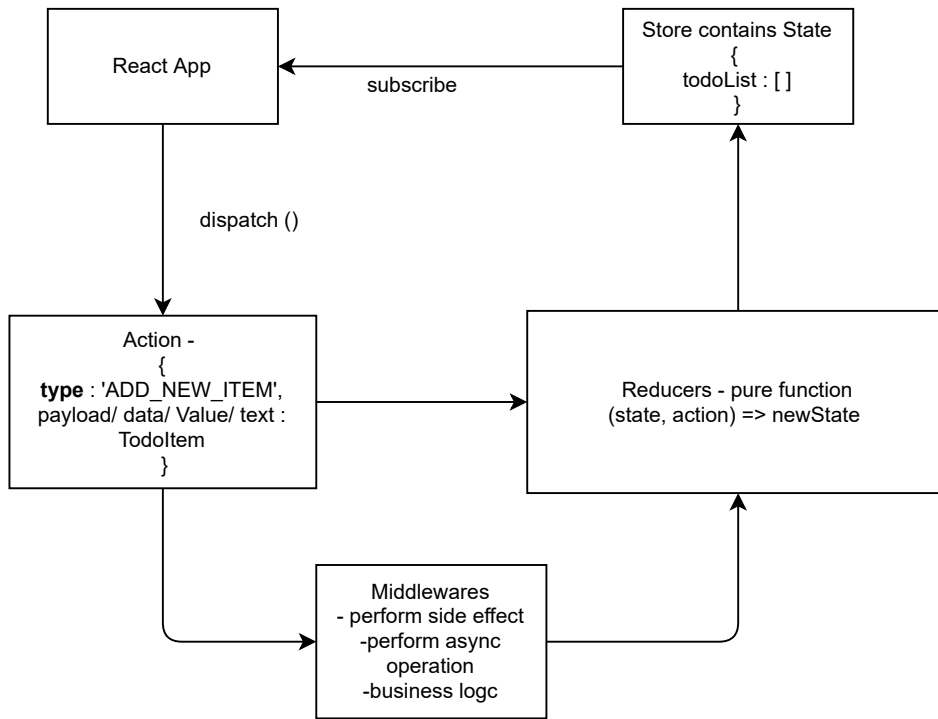 React App
Store contains State
{
todoList : [ ]
}
subscribe
dispatch ()
Action -
{
type : 'ADD_NEW_ITEM',
payload/ data/ Value/ text :
TodoItem
}
Reducers - pure function
(state, action) => newState
Middlewares
- perform side effect
-perform async
operation
-business logc